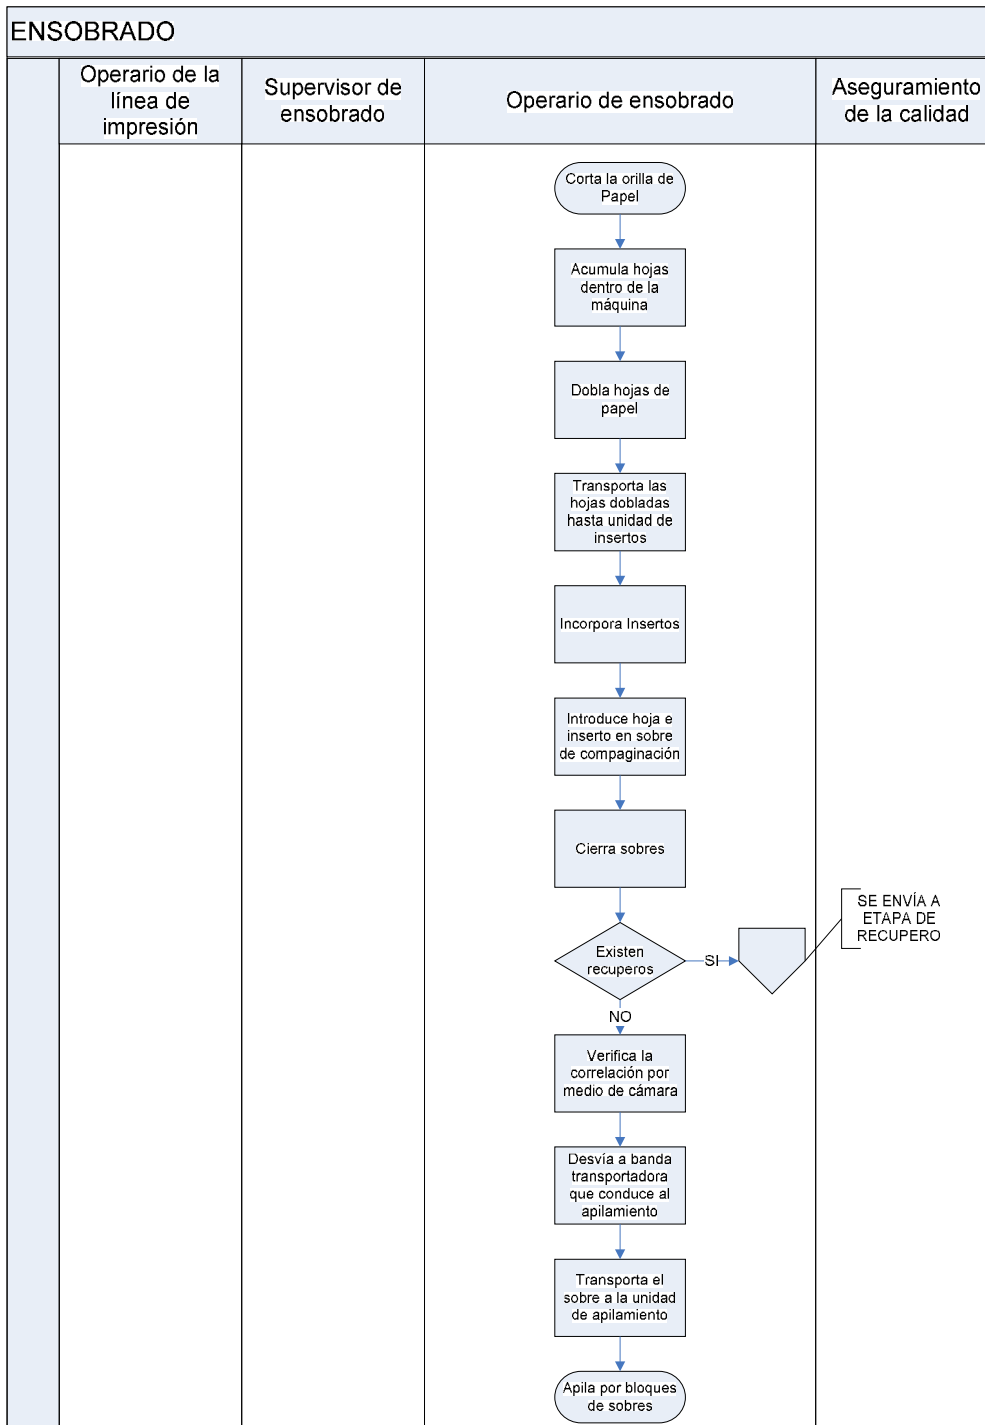 ENSOBRADO
Operario de la
línea de
impresión
Supervisor de
ensobrado
Operario de ensobrado
Aseguramiento
de la calidad
Corta la orilla de
Papel
Acumula hojas
dentro de la
máquina
Dobla hojas de
papel
Transporta las
hojas dobladas
hasta unidad de
insertos
Incorpora Insertos
Introduce hoja e
inserto en sobre
de compaginación
Cierra sobres
Existen
recuperos
SI
SE ENVÍA A
ETAPA DE
RECUPERO
NO
Verifica la
correlación por
medio de cámara
Desvía a banda
transportadora
que conduce al
apilamiento
Transporta el
sobre a la unidad
de apilamiento
Apila por bloques
de sobres